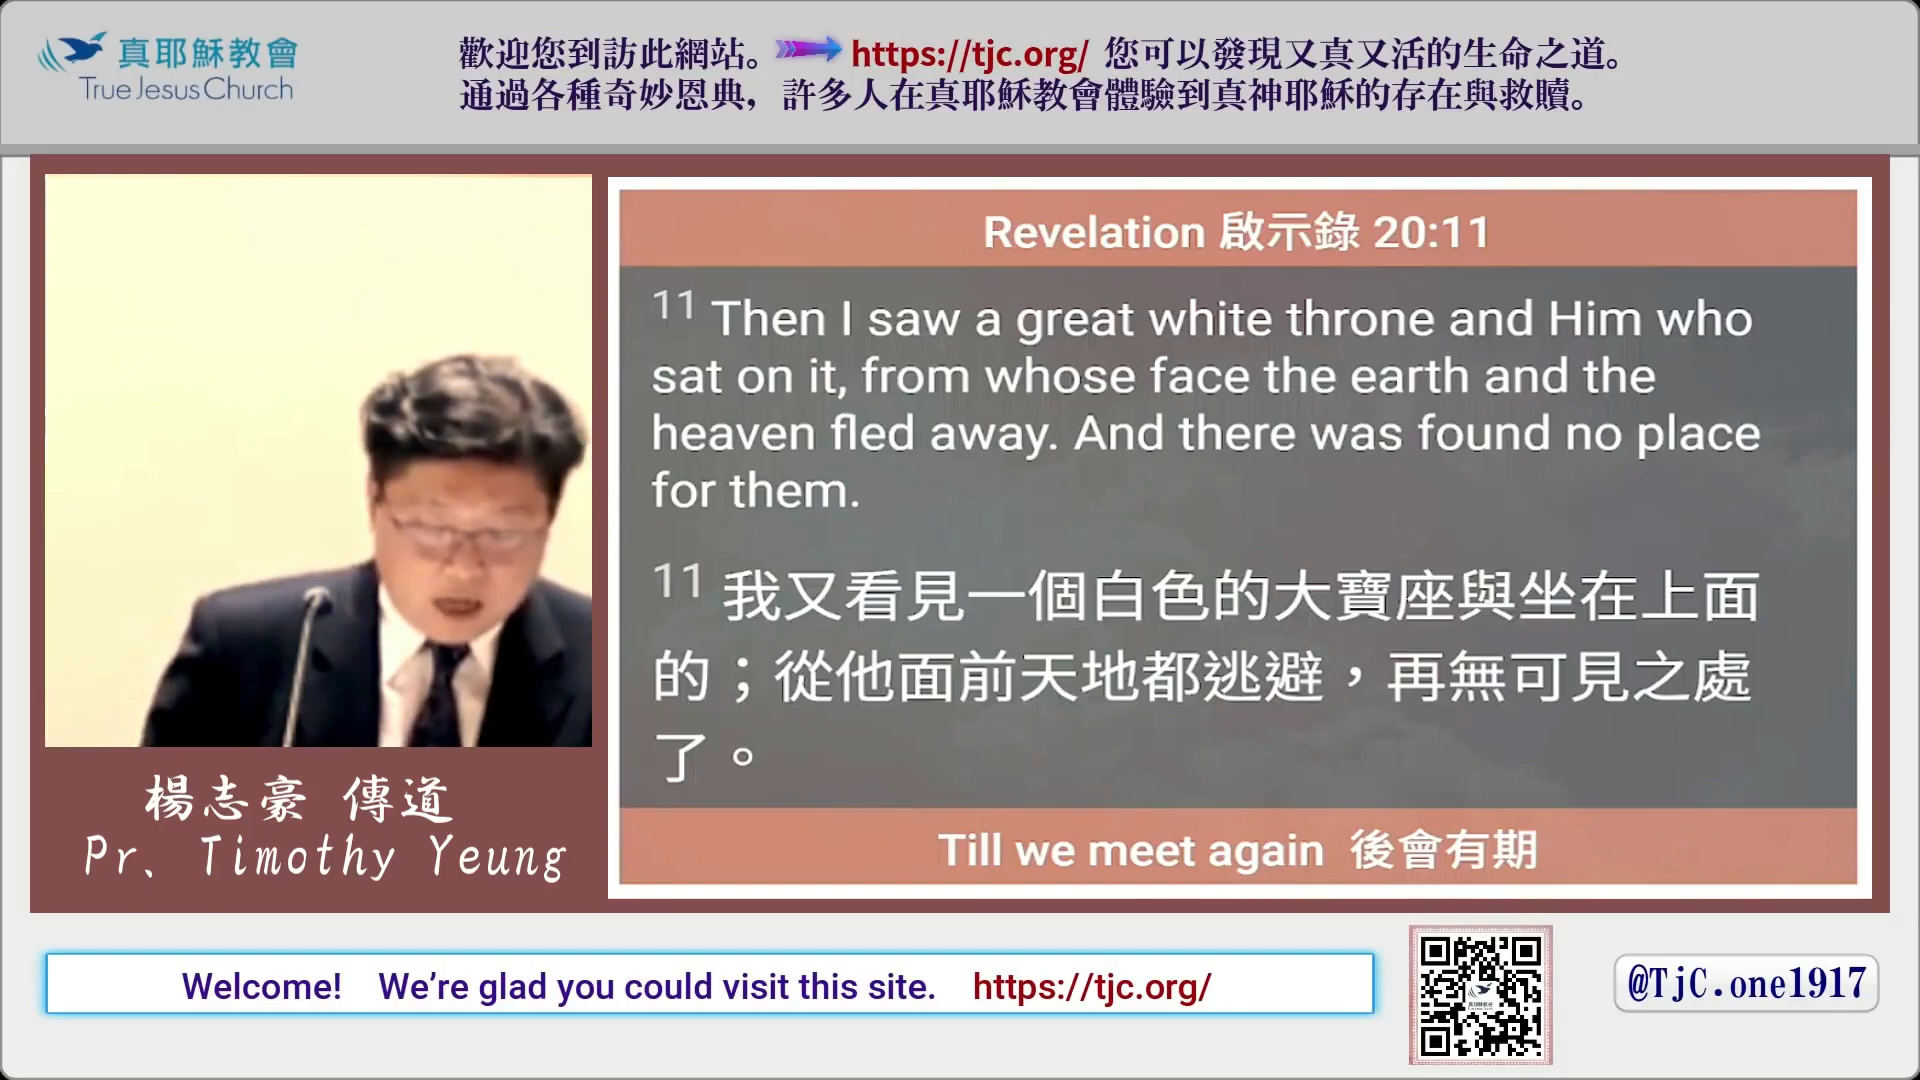 真耶穌教會
True Jesus Church
歡迎您到訪此網站。 https://tjc.org/ 您可以發現又真又活的生命之道。
通過各種奇妙恩典，許多人在真耶穌教會體驗到真神耶穌的存在與救贖。
Revelation 啟示錄 20:11
11 Then I saw a great white throne and Him who
sat on it, from whose face the earth and the
heaven fled away. And there was found no place
for them.
11 我又看見一個白色的大寶座與坐在上面
的；從他面前天地都逃避，再無可見之處
了。
Till we meet again 後會有期
楊志豪 傳道
Pr. Timothy Yeung
Welcome! We’re glad you could visit this site. https://tjc.org/
@TjC.one1917